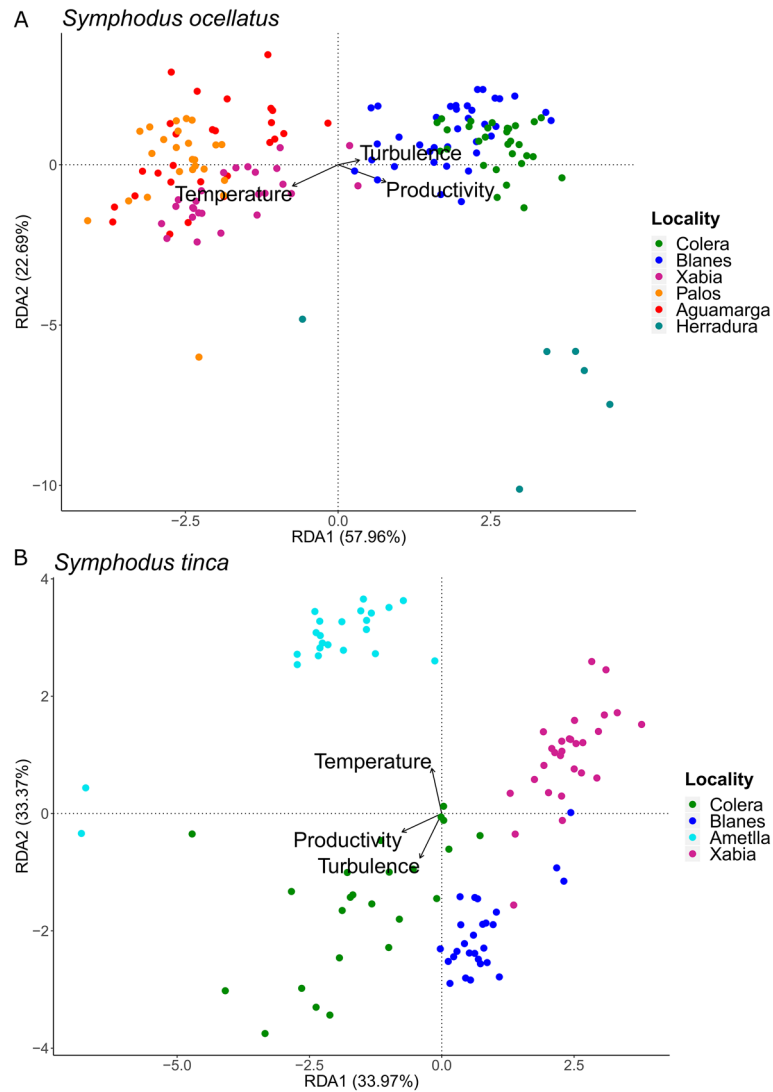 A
Symphodus ocellatus
0
−5
−10
RDA2 (22.69%)
Turbulence
Temperature
Productivity
−2.5
0.0
2.5
RDA1 (57.96%)
Locality
Colera
Blanes
Xabia
Palos
Aguamarga
Herradura
B
Symphodus tinca
4
2
0
−2
−4
RDA2 (33.37%)
Temperature
Productivity
Turbulence
−5.0
−2.5
0.0
2.5
RDA1 (33.97%)
Locality
Colera
Blanes
Ametlla
Xabia